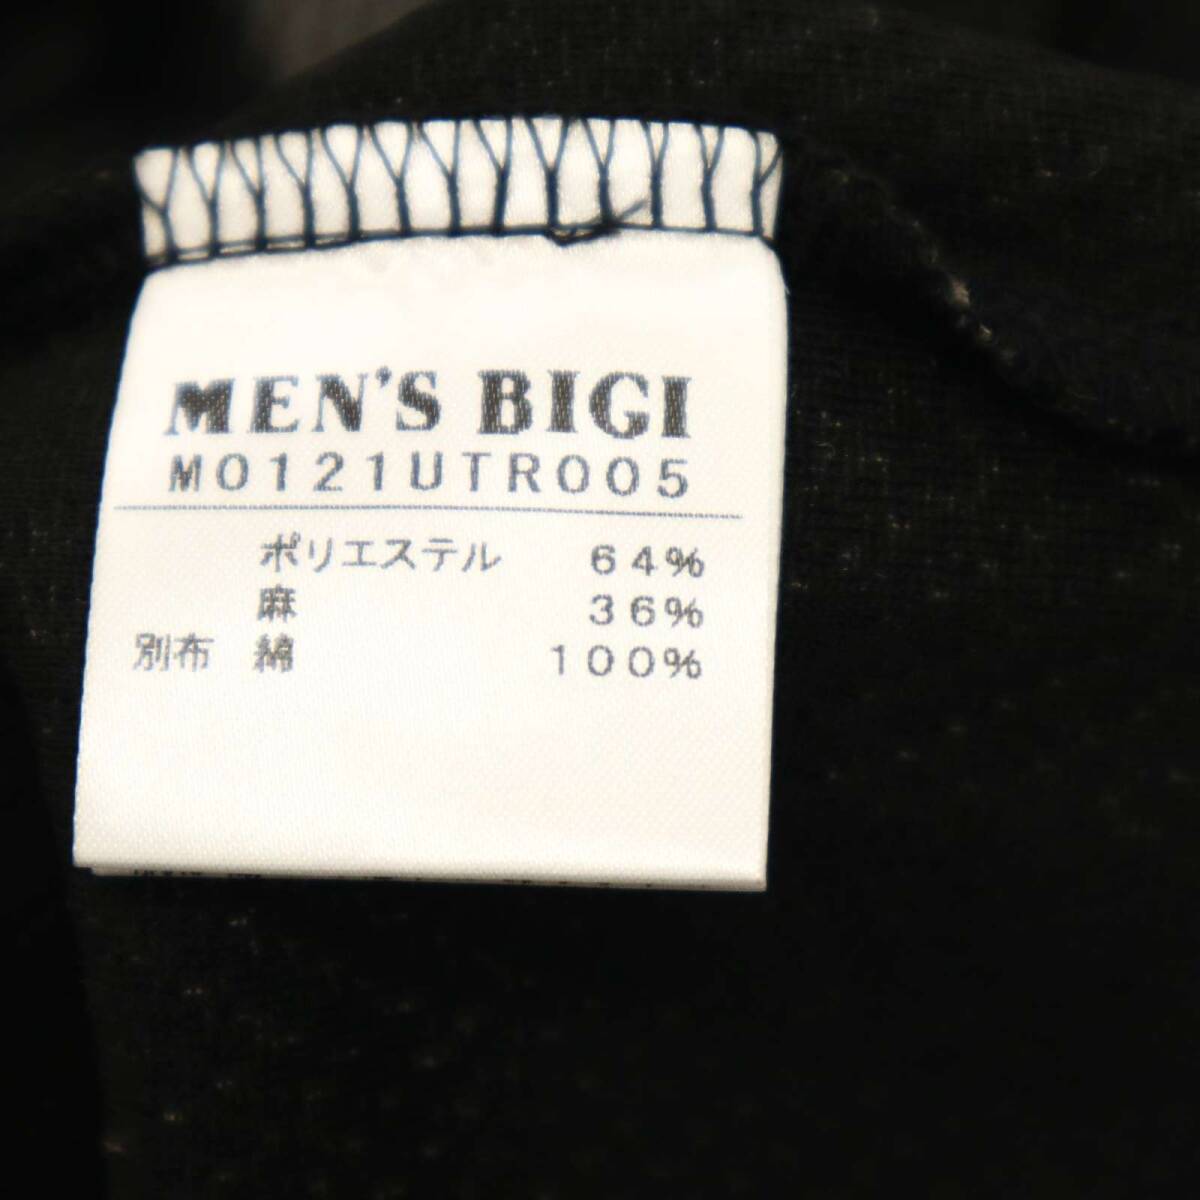 MEN'S BIGI
M0121UTR005
ポリエステル 64%
麻 36%
別布 綿 100%